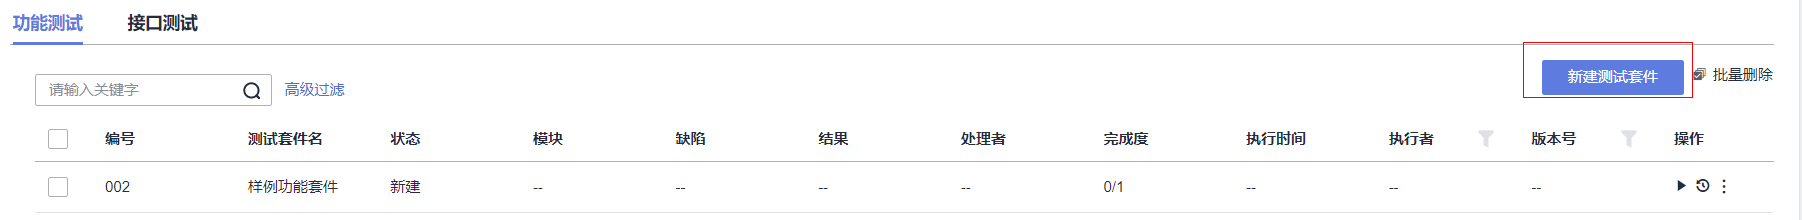 功能测试 接口测试
请输入关键字 高级过滤 新建测试套件 批量删除
编号 测试套件名 状态 模块 缺陷 结果 处理者 完成度 执行时间 执行者 版本号 操作
002 样例功能套件 新建 -- -- -- -- 0/1 -- -- --